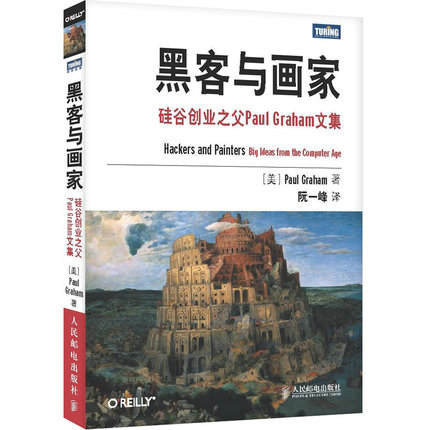 O'REILLY
黑客与画家
硅谷创业之父
Paul Graham文集
[美]
Paul
Graham
著
人民邮电出版社
TURING
黑客与画家
硅谷创业之父Paul Graham文集
Hackers and Painters Big Ideas from the Computer Age
[美] Paul Graham 著
阮一峰 译
O'REILLY
人民邮电出版社
POSTS & TELECOM PRESS